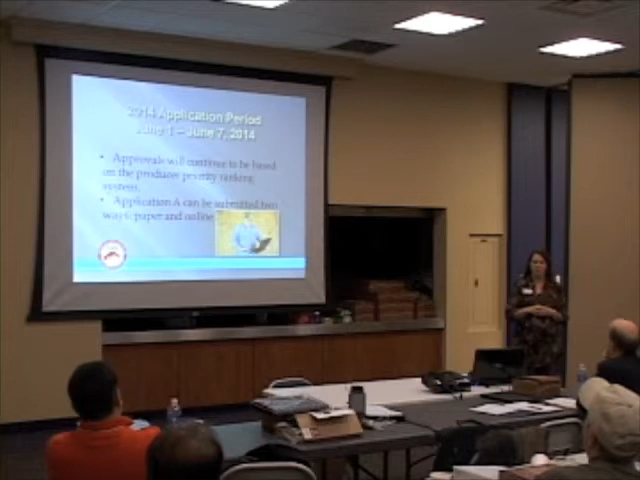 2014 Application Period
June 1 – June 7, 2014
• Approvals will continue to be based
on the producer priority ranking
system.
• Application A can be submitted two
ways: paper and online